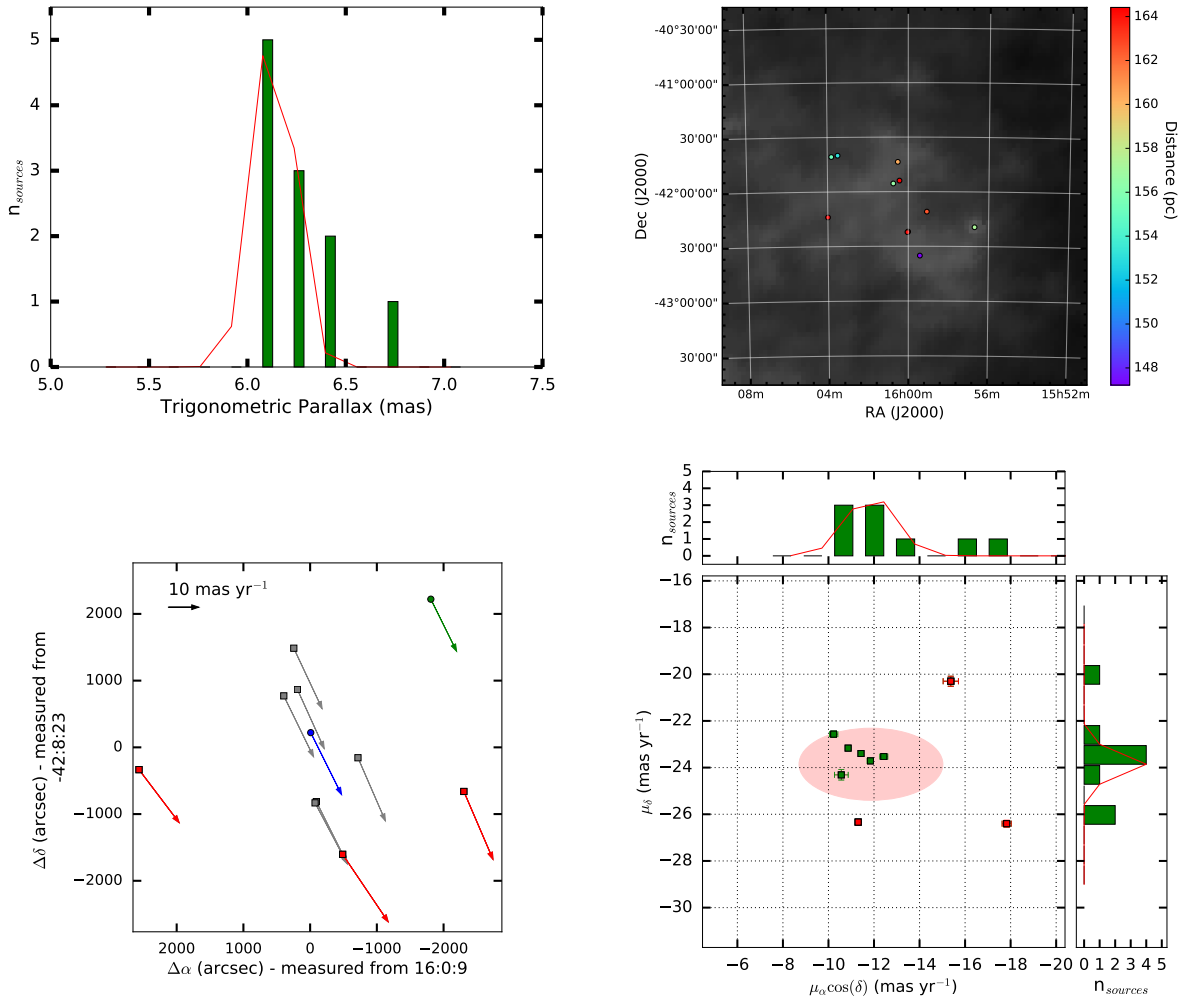 5
4
3
2
1
0
n_sources
5.0 5.5 6.0 6.5 7.0 7.5
Trigonometric Parallax (mas)
-40°30'00"
-41°00'00"
30'00"
-42°00'00"
30'00"
-43°00'00"
30'00"
Dec (J2000)
08m 04m 16h00m 56m 15h52m
RA (J2000)
164
162
160
158
156
154
152
150
148
Distance (pc)
10 mas yr⁻¹
2000
1000
0
−1000
−2000
Δδ (arcsec) - measured from
-42:8:23
2000 1000 0 −1000 −2000
Δα (arcsec) - measured from 16:0:9
5
4
3
2
1
0
n_sources
−16
−18
−20
−22
−24
−26
−28
−30
μ_δ (mas yr⁻¹)
−6 −8 −10 −12 −14 −16 −18 −20
μ_α cos(δ) (mas yr⁻¹)
0 1 2 3 4 5
n_sources